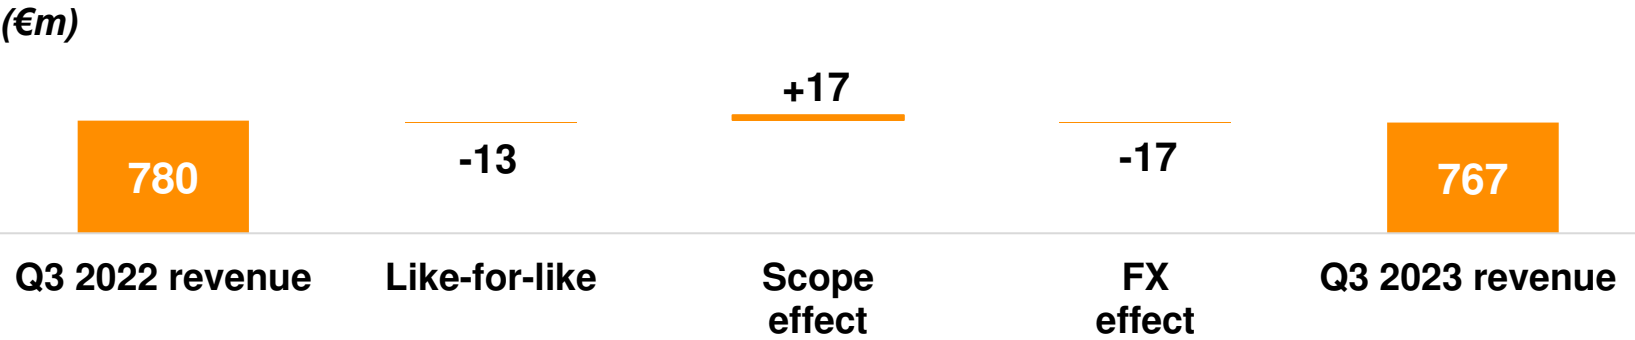 (€m)
+17
-13
-17
780
767
Q3 2022 revenue
Like-for-like
Scope
effect
FX
effect
Q3 2023 revenue